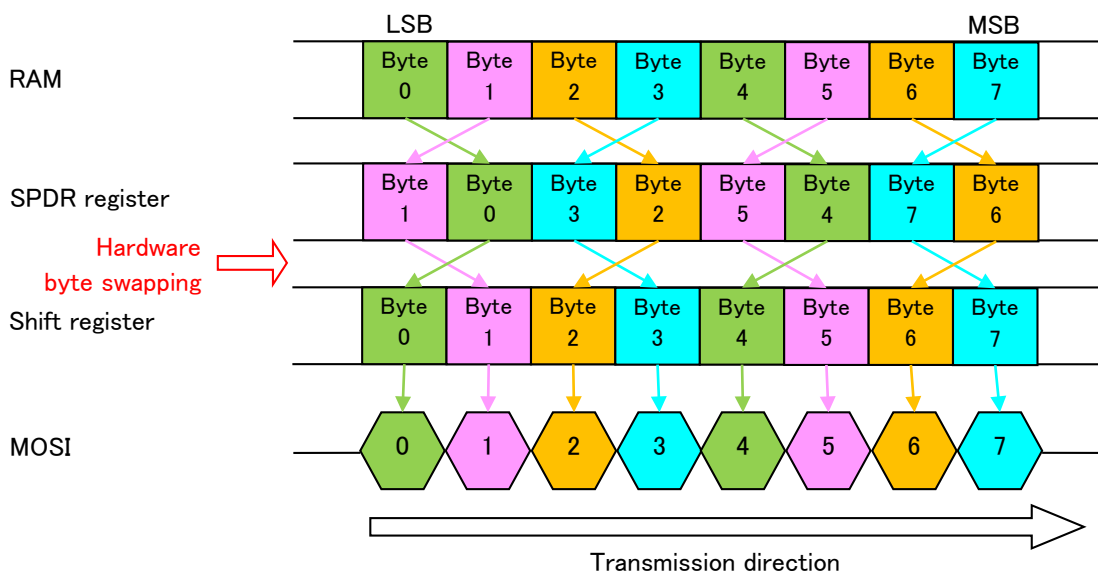 LSB MSB
RAM
Byte Byte Byte Byte Byte Byte Byte Byte
0 1 2 3 4 5 6 7
SPDR register
Byte Byte Byte Byte Byte Byte Byte Byte
1 0 3 2 5 4 7 6
Hardware
byte swapping
Shift register
Byte Byte Byte Byte Byte Byte Byte Byte
0 1 2 3 4 5 6 7
MOSI
0 1 2 3 4 5 6 7
Transmission direction